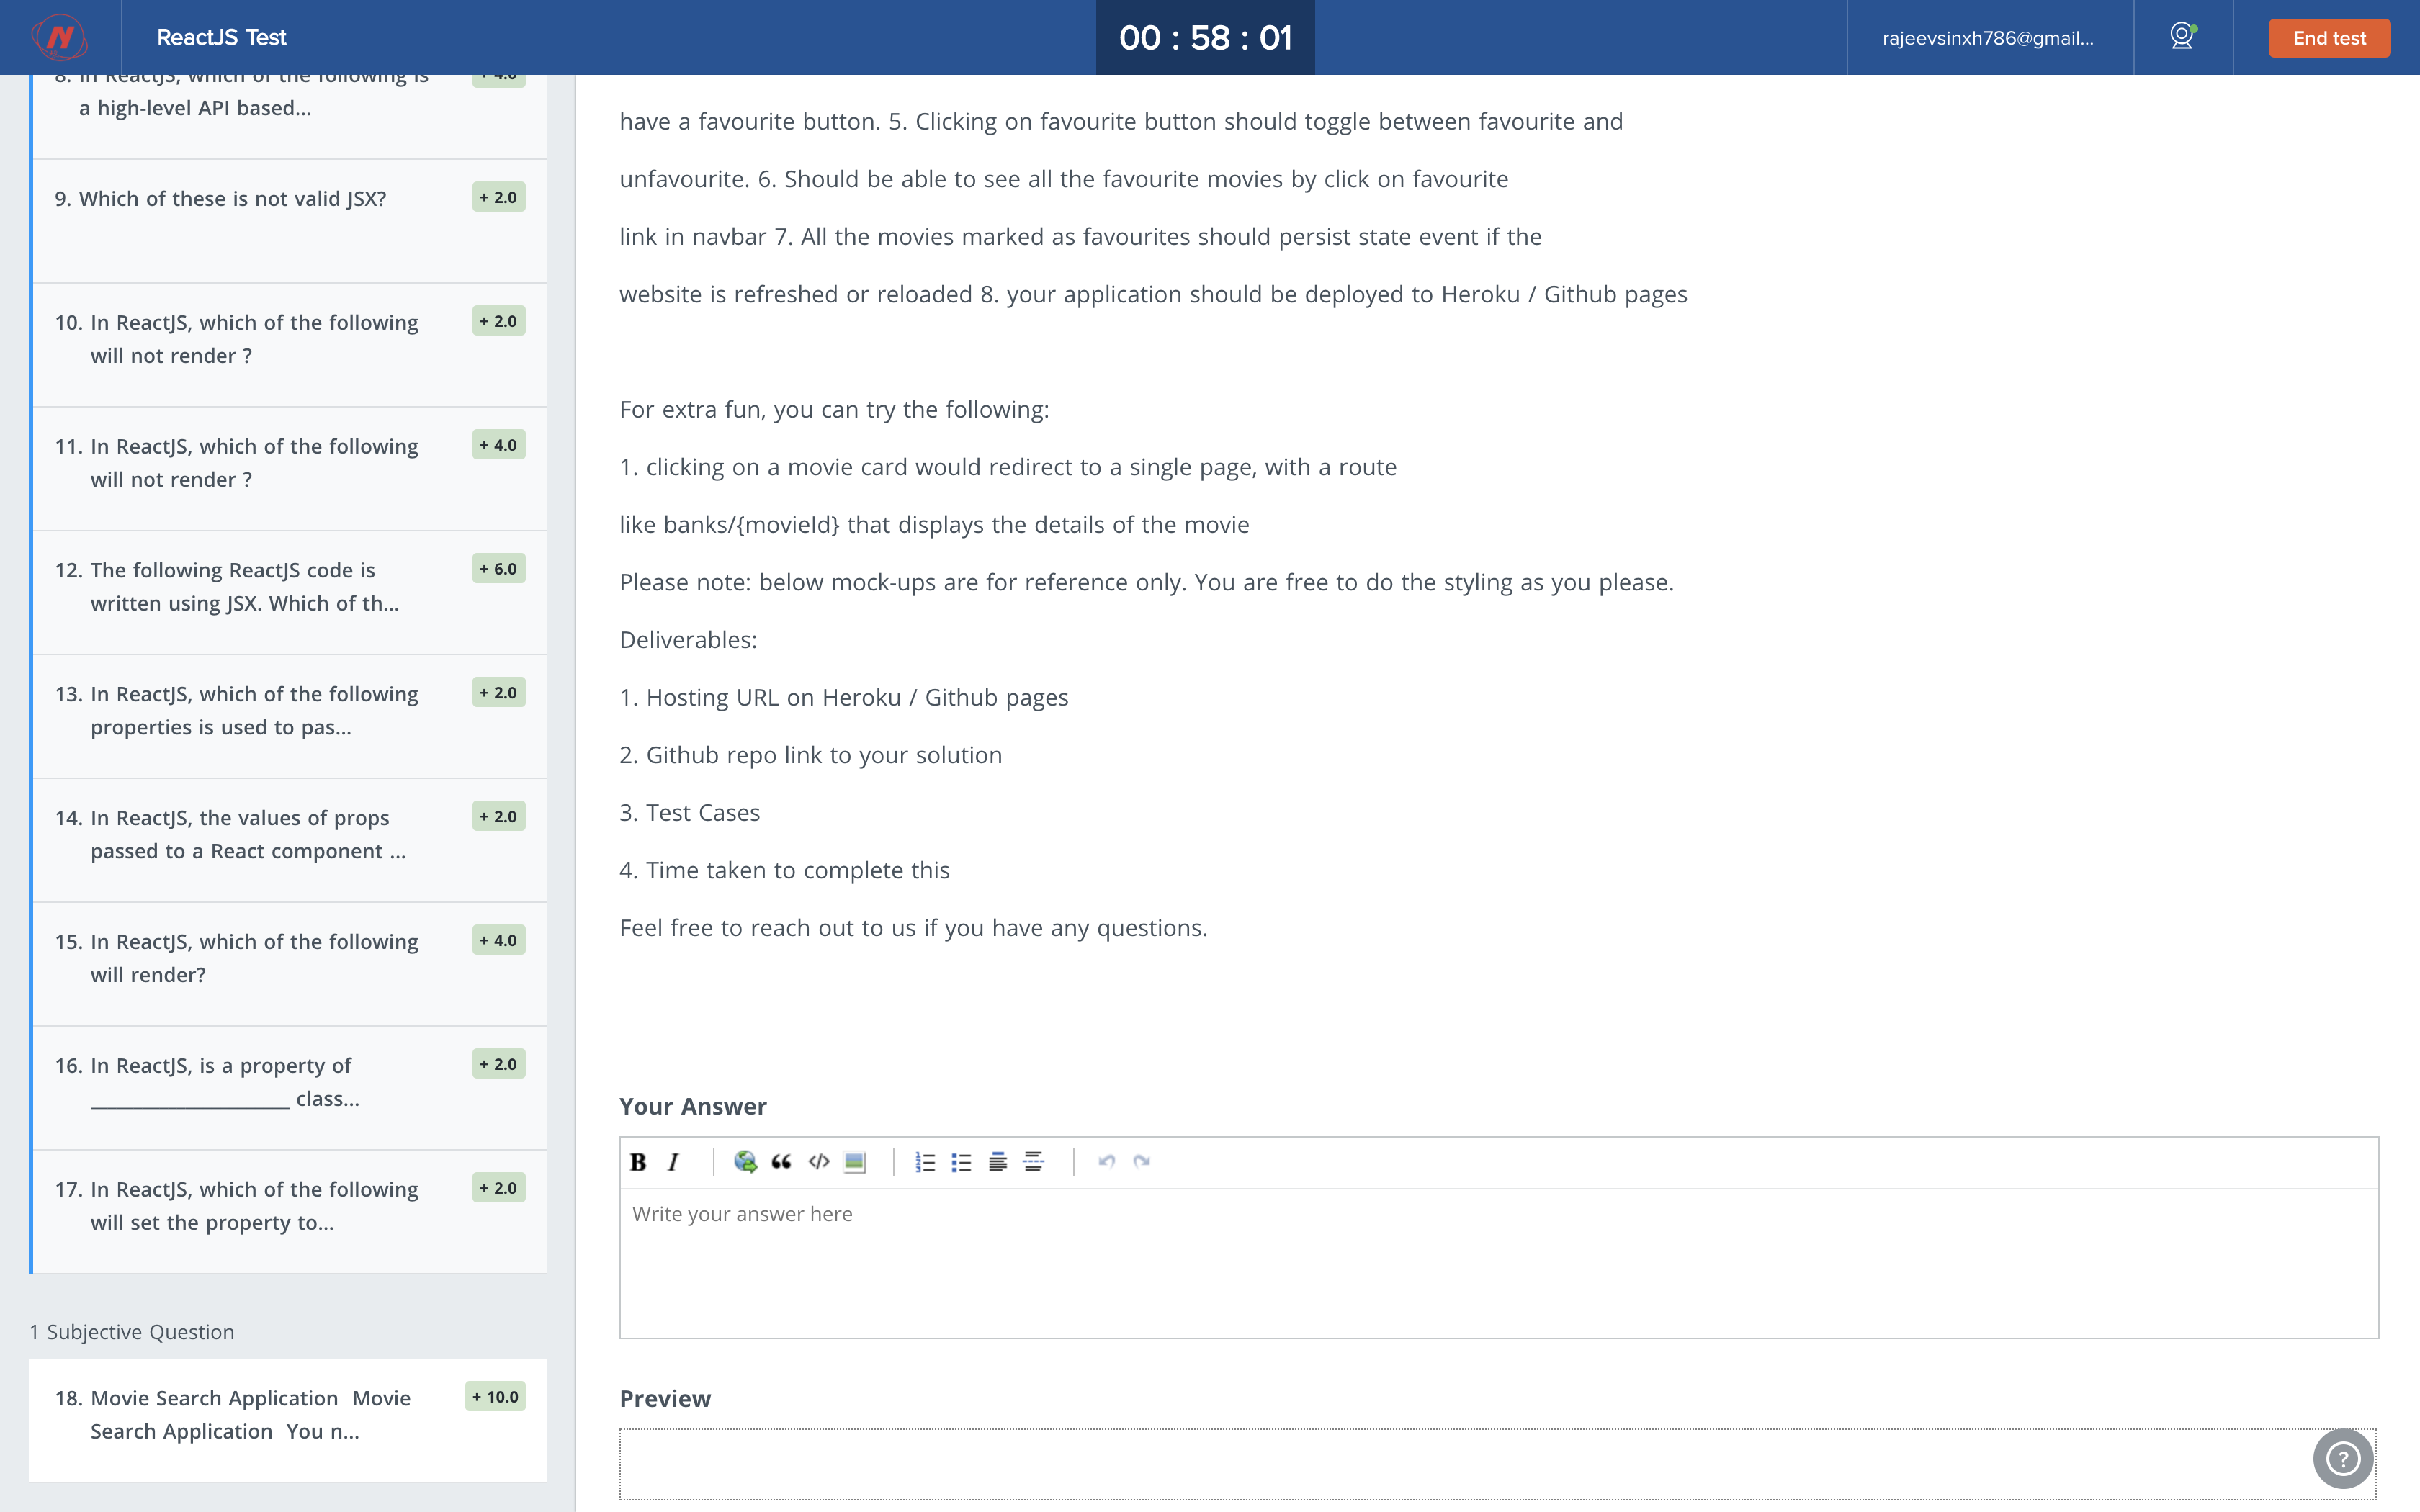 N
ReactJS Test
00 : 58 : 01
rajeevsinxh786@gmail...
End test
8. In ReactJS, which of the following is
a high-level API based...
+ 4.0
9. Which of these is not valid JSX?
+ 2.0
10. In ReactJS, which of the following
will not render ?
+ 2.0
11. In ReactJS, which of the following
will not render ?
+ 4.0
12. The following ReactJS code is
written using JSX. Which of th...
+ 6.0
13. In ReactJS, which of the following
properties is used to pas...
+ 2.0
14. In ReactJS, the values of props
passed to a React component ...
+ 2.0
15. In ReactJS, which of the following
will render?
+ 4.0
16. In ReactJS, is a property of
__________________ class...
+ 2.0
17. In ReactJS, which of the following
will set the property to...
+ 2.0
1 Subjective Question
18. Movie Search Application  Movie
Search Application  You n...
+ 10.0
have a favourite button. 5. Clicking on favourite button should toggle between favourite and
unfavourite. 6. Should be able to see all the favourite movies by click on favourite
link in navbar 7. All the movies marked as favourites should persist state event if the
website is refreshed or reloaded 8. your application should be deployed to Heroku / Github pages
For extra fun, you can try the following:
1. clicking on a movie card would redirect to a single page, with a route
like banks/{movieId} that displays the details of the movie
Please note: below mock-ups are for reference only. You are free to do the styling as you please.
Deliverables:
1. Hosting URL on Heroku / Github pages
2. Github repo link to your solution
3. Test Cases
4. Time taken to complete this
Feel free to reach out to us if you have any questions.
Your Answer
B I
Write your answer here
Preview
?